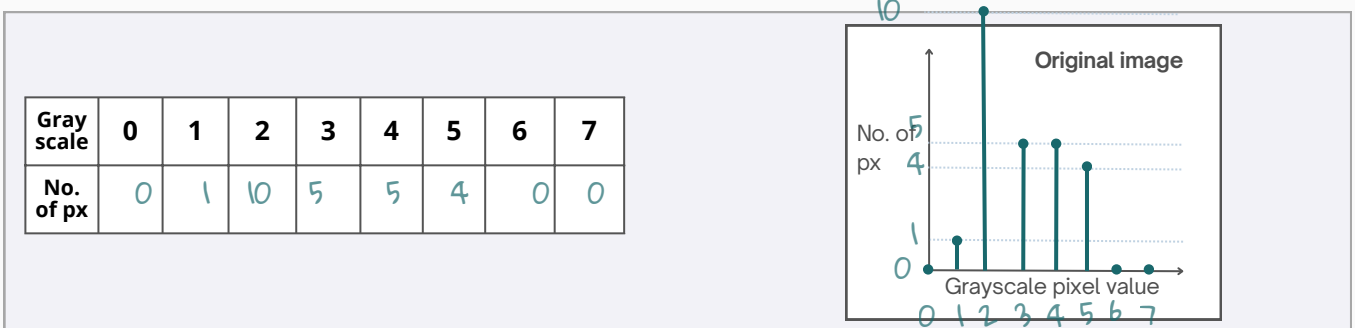 Gray scale 0 1 2 3 4 5 6 7
No. of px 0 1 10 5 5 4 0 0
10
Original image
5
No. of
px
4
1
0
Grayscale pixel value
0 1 2 3 4 5 6 7